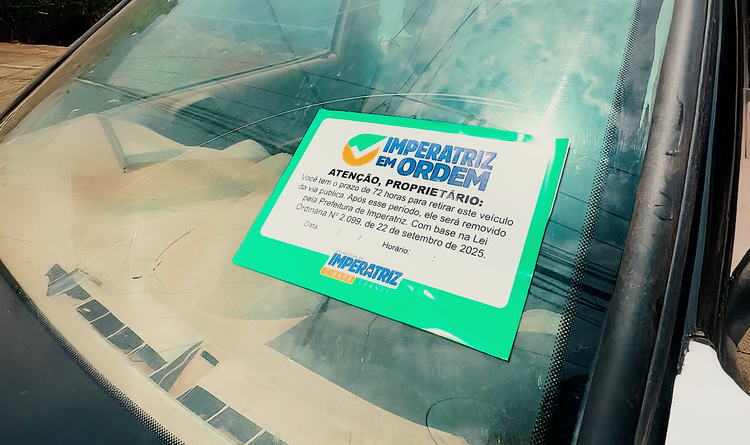 IMPERATRIZ
EM ORDEM
ATENÇÃO, PROPRIETÁRIO:
Você tem o prazo de 72 horas para retirar este veículo
da via pública. Após esse período, ele será removido
pela Prefeitura de Imperatriz. Com base na Lei
Ordinária Nº 2.099, de 22 de setembro de 2025.
Data: / / Horário: :
IMPERATRIZ
CIDADE GRANDE